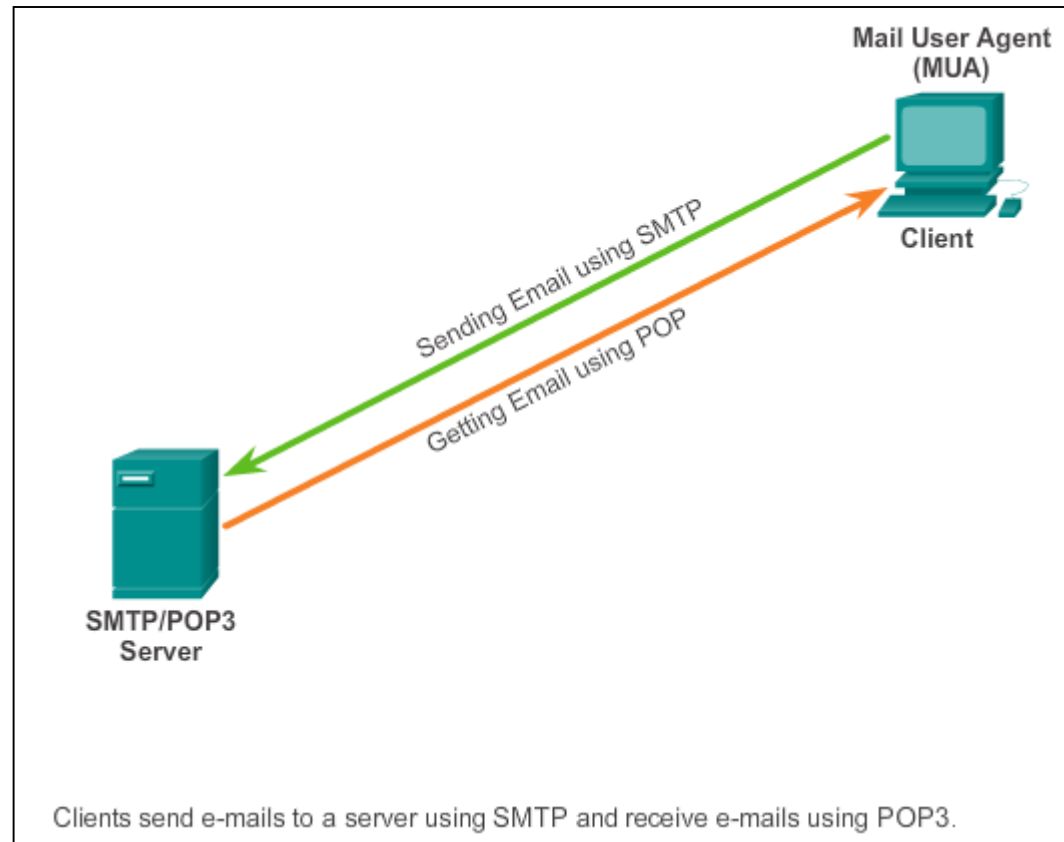 Mail User Agent
(MUA)
Client
Sending Email using SMTP
Getting Email using POP
SMTP/POP3
Server
Clients send e-mails to a server using SMTP and receive e-mails using POP3.